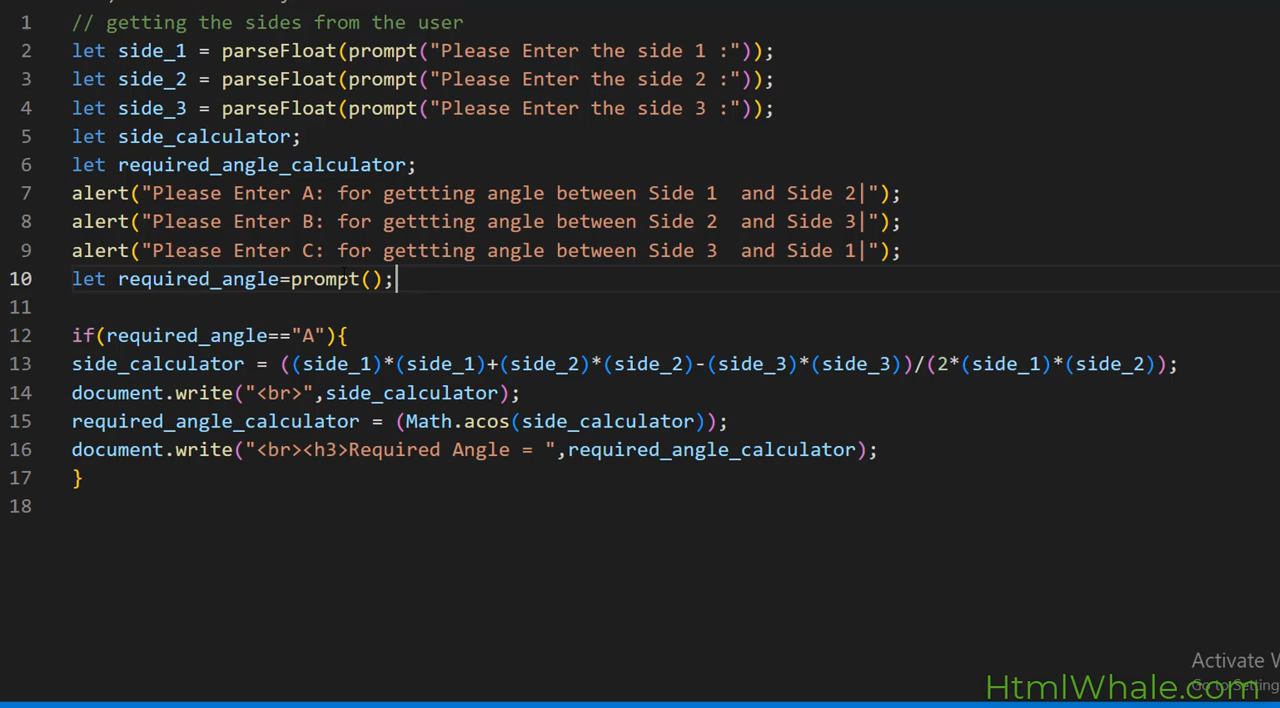 1 // getting the sides from the user
2 let side_1 = parseFloat(prompt("Please Enter the side 1 :"));
3 let side_2 = parseFloat(prompt("Please Enter the side 2 :"));
4 let side_3 = parseFloat(prompt("Please Enter the side 3 :"));
5 let side_calculator;
6 let required_angle_calculator;
7 alert("Please Enter A: for gettting angle between Side 1  and Side 2|");
8 alert("Please Enter B: for gettting angle between Side 2  and Side 3|");
9 alert("Please Enter C: for gettting angle between Side 3  and Side 1|");
10 let required_angle=prompt();
11
12 if(required_angle=="A"){
13 side_calculator = ((side_1)*(side_1)+(side_2)*(side_2)-(side_3)*(side_3))/(2*(side_1)*(side_2));
14 document.write("<br>",side_calculator);
15 required_angle_calculator = (Math.acos(side_calculator));
16 document.write("<br><h3>Required Angle = ",required_angle_calculator);
17 }
18
Activate W
Go to Setting
HtmlWhale.com